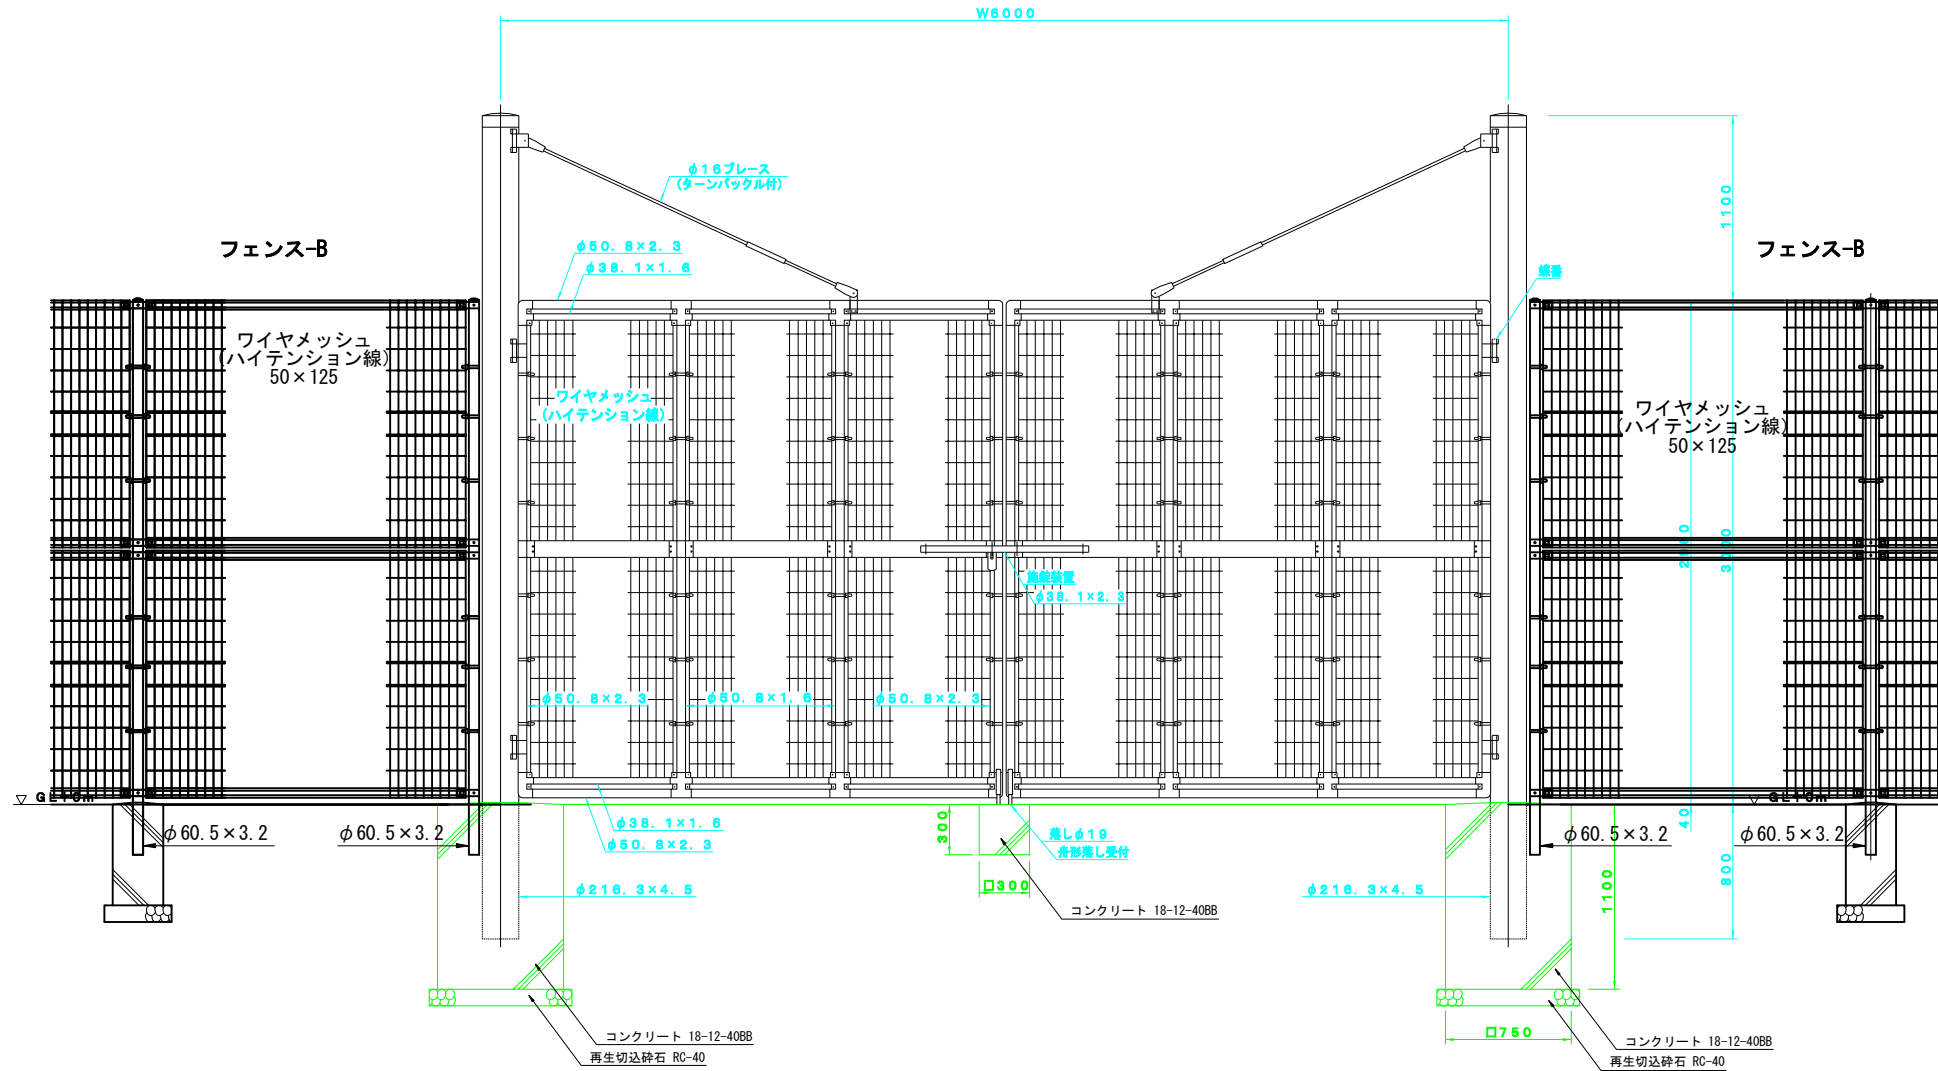 W6000
φ16ブレース
(ターンバックル付)
1100
フェンス-B
φ50.8×2.3
φ38.1×1.6
フェンス-B
蝶番
ワイヤメッシュ
(ハイテンション線)
50×125
ワイヤメッシュ
(ハイテンション線)
ワイヤメッシュ
(ハイテンション線)
50×125
施錠装置
φ38.1×2.3
φ50.8×2.3
φ50.8×1.6
φ50.8×2.3
40
φ60.5×3.2
φ60.5×3.2
φ38.1×1.6
φ50.8×2.3
300
落しφ19
舟形落し受付
φ60.5×3.2
φ60.5×3.2
φ216.3×4.5
□300
φ216.3×4.5
1100
800
コンクリート 18-12-40BB
□750
コンクリート 18-12-40BB
再生切込砕石 RC-40
コンクリート 18-12-40BB
再生切込砕石 RC-40